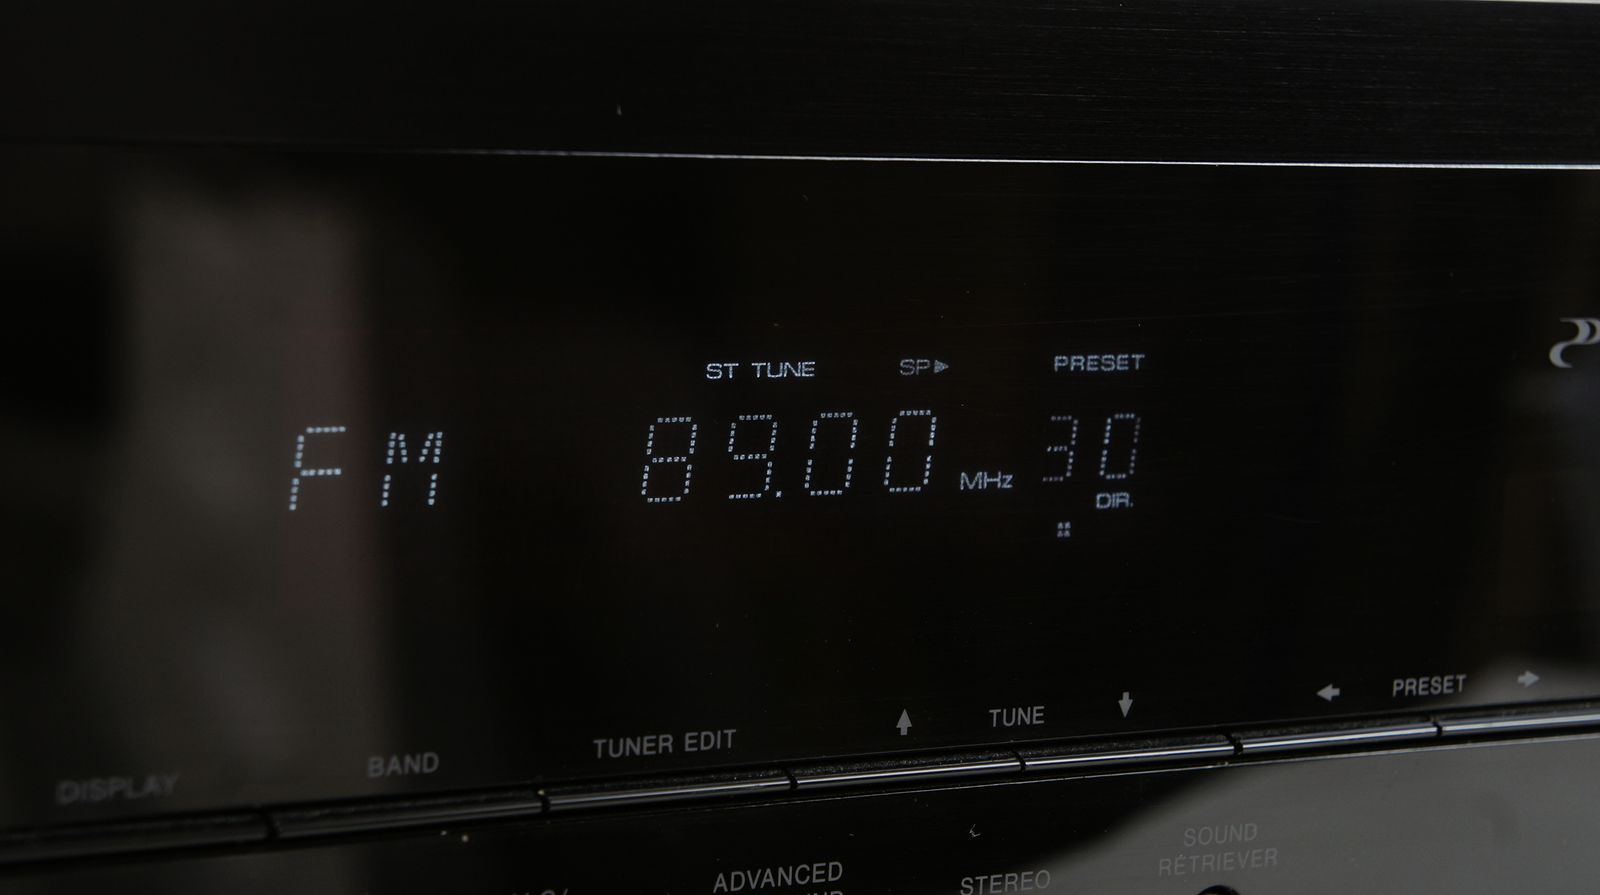 ST TUNE SP PRESET
FM 89.00 MHz 30
DIR.
PRESET
TUNE
TUNER EDIT
BAND
DISPLAY
SOUND
RETRIEVER
ADVANCED
STEREO